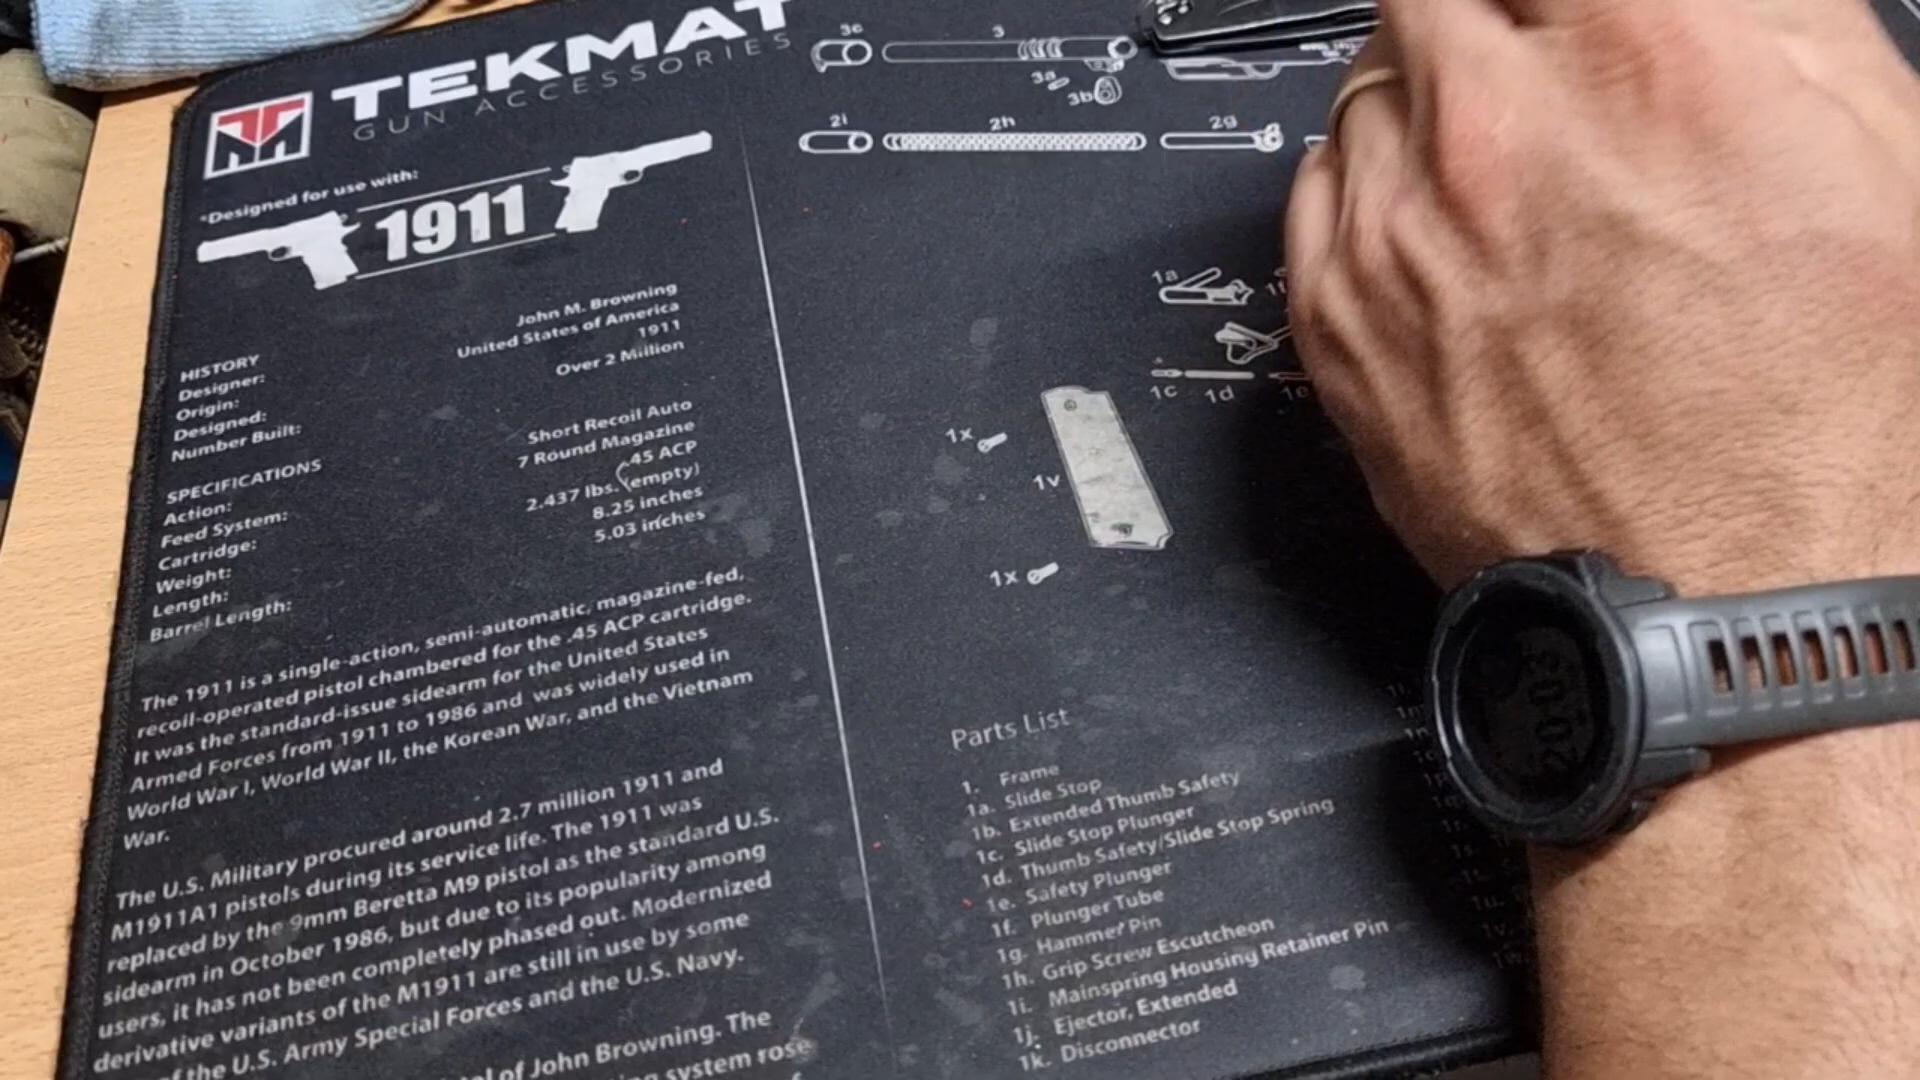 TEKMAT
GUN ACCESSORIES
*Designed for use with:
1911
HISTORY
Designer:
John M. Browning
Origin:
United States of America
Designed:
1911
Number Built:
Over 2 Million
SPECIFICATIONS
Action:
Short Recoil Auto
Feed System:
7 Round Magazine
Cartridge:
.45 ACP
Weight:
2.437 lbs. (empty)
Length:
8.25 inches
Barrel Length:
5.03 inches
The 1911 is a single-action, semi-automatic, magazine-fed,
recoil-operated pistol chambered for the .45 ACP cartridge.
It was the standard-issue sidearm for the United States
Armed Forces from 1911 to 1986 and was widely used in
World War I, World War II, the Korean War, and the Vietnam
War.
The U.S. Military procured around 2.7 million 1911 and
M1911A1 pistols during its service life. The 1911 was
replaced by the 9mm Beretta M9 pistol as the standard U.S.
sidearm in October 1986, but due to its popularity among
users, it has not been completely phased out. Modernized
derivative variants of the M1911 are still in use by some
of the U.S. Army Special Forces and the U.S. Navy.
of John Browning. The
system rose
3c
3
3a
3b
2i
2h
2g
1a
1c
1d
1e
1x
1v
1x
Parts List
1. Frame
1a. Slide Stop
1b. Extended Thumb Safety
1c. Slide Stop Plunger
1d. Thumb Safety/Slide Stop Spring
1e. Safety Plunger
1f. Plunger Tube
1g. Hammer Pin
1h. Grip Screw Escutcheon
1i. Mainspring Housing Retainer Pin
1j. Ejector, Extended
1k. Disconnector